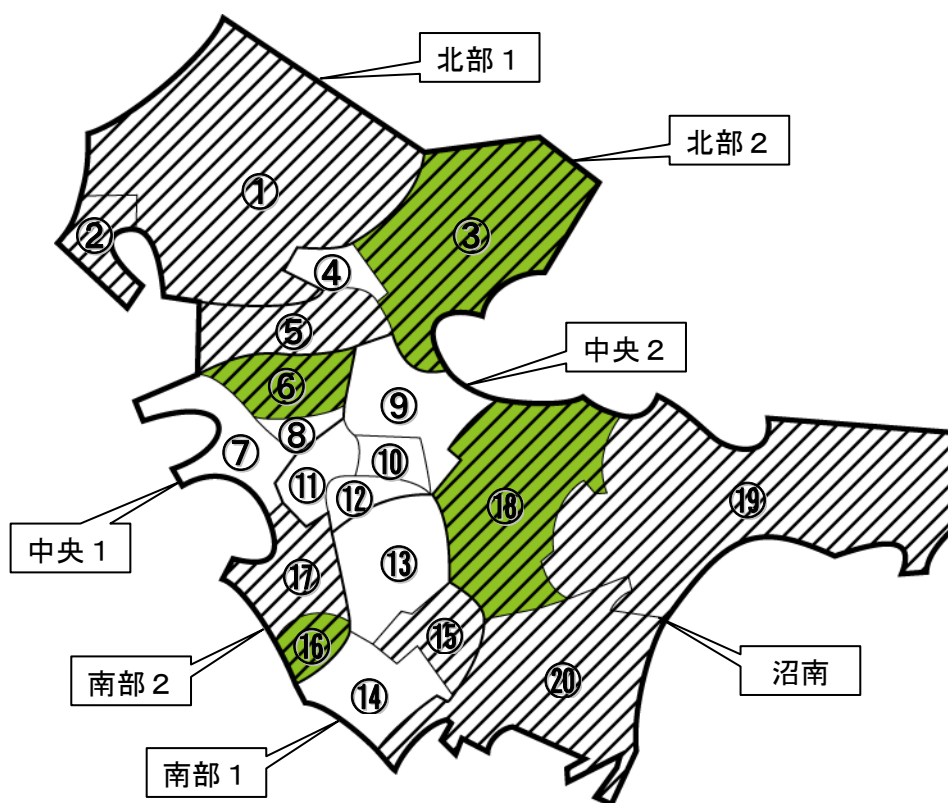 北部１
北部２
①
②
③
④
⑤
中央２
⑥
⑨
⑧
⑦
⑩
⑪
⑫
⑱
⑲
中央１
⑬
⑰
⑮
⑯
南部２
⑭
⑳
沼南
南部１